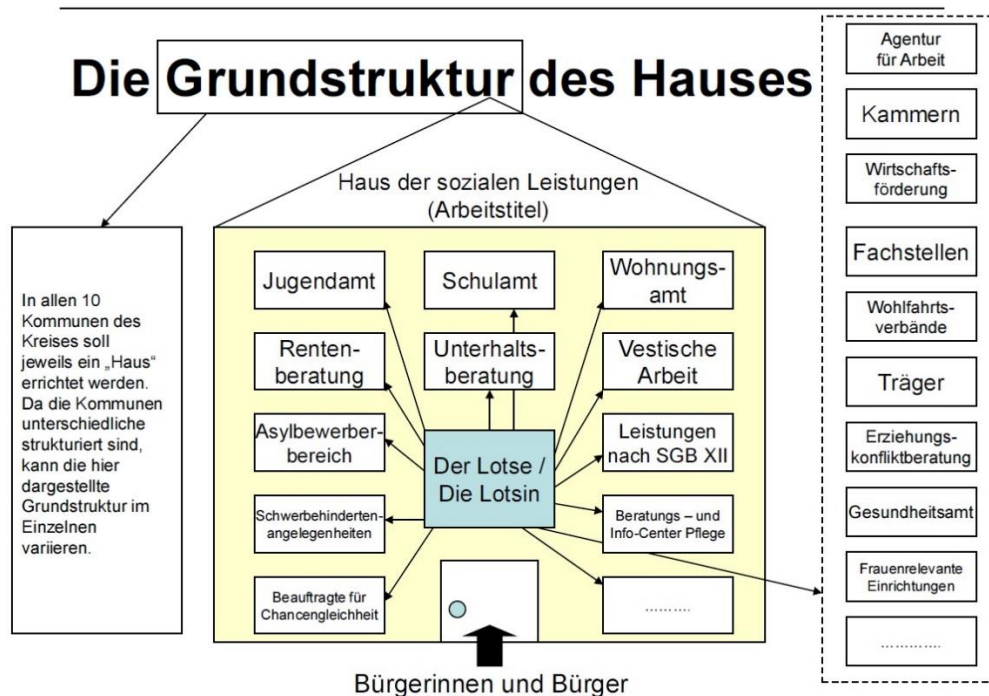 Die Grundstruktur des Hauses
In allen 10
Kommunen des
Kreises soll
jeweils ein „Haus“
errichtet werden.
Da die Kommunen
unterschiedliche
strukturiert sind,
kann die hier
dargestellte
Grundstruktur im
Einzelnen
variieren.
Haus der sozialen Leistungen
(Arbeitstitel)
Jugendamt
Schulamt
Wohnungs-
amt
Renten-
beratung
Unterhalts-
beratung
Vestische
Arbeit
Asylbewerber-
bereich
Der Lotse /
Die Lotsin
Leistungen
nach SGB XII
Schwerbehinderten-
angelegenheiten
Beratungs – und
Info-Center Pflege
Beauftragte für
Chancengleichheit
……….
Bürgerinnen und Bürger
Agentur
für Arbeit
Kammern
Wirtschafts-
förderung
Fachstellen
Wohlfahrts-
verbände
Träger
Erziehungs-
konfliktberatung
Gesundheitsamt
Frauenrelevante
Einrichtungen
………….